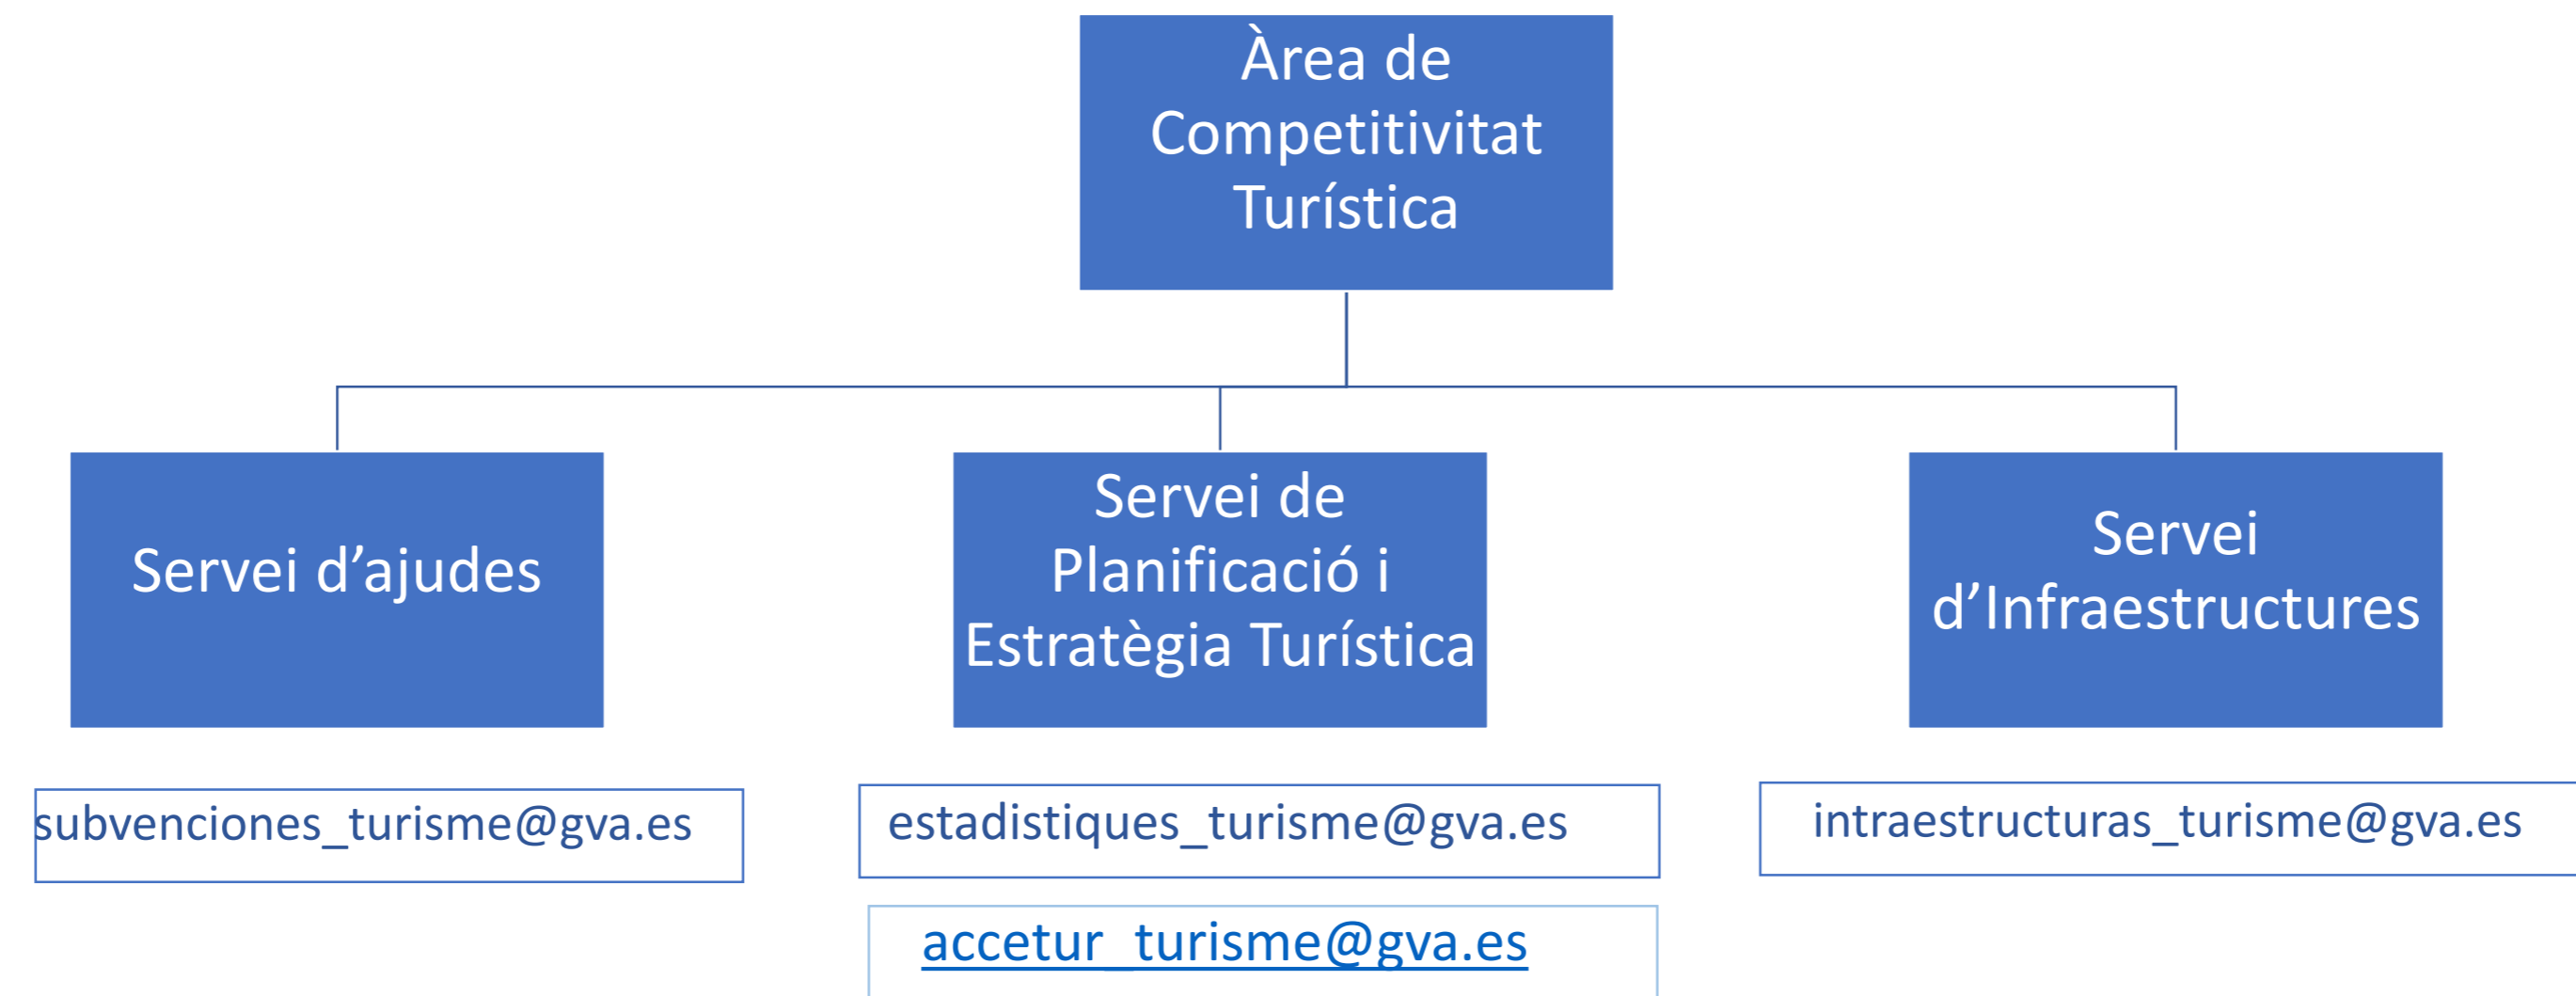 Àrea de
Competitivitat
Turística
Servei d’ajudes
Servei de
Planificació i
Estratègia Turística
Servei
d’Infraestructures
subvenciones_turisme@gva.es
estadistiques_turisme@gva.es
intraestructuras_turisme@gva.es
accetur_turisme@gva.es